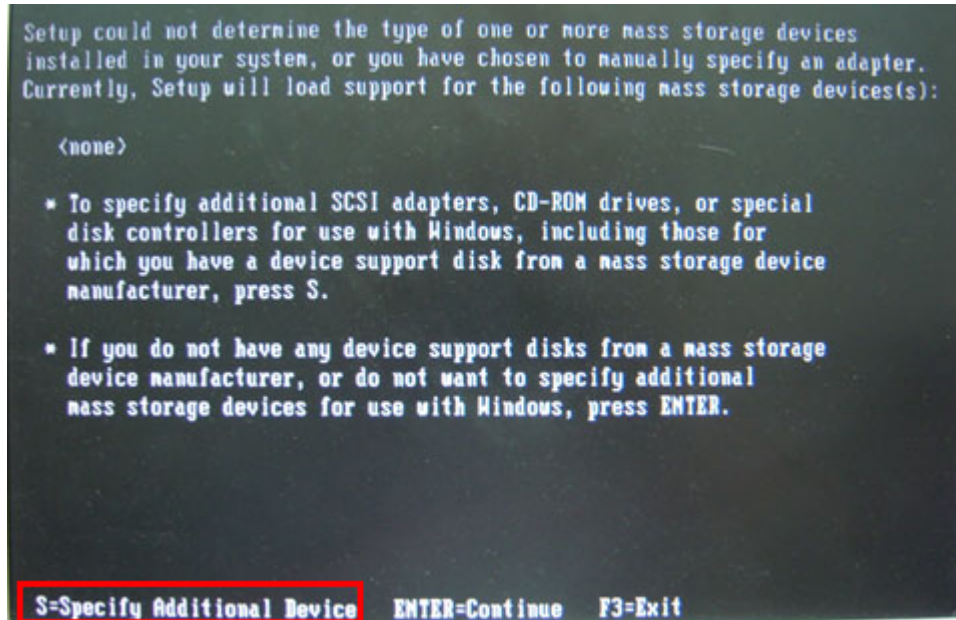 Setup could not determine the type of one or more mass storage devices
installed in your system, or you have chosen to manually specify an adapter.
Currently, Setup will load support for the following mass storage devices(s):
<none>
* To specify additional SCSI adapters, CD-ROM drives, or special
disk controllers for use with Windows, including those for
which you have a device support disk from a mass storage device
manufacturer, press S.
* If you do not have any device support disks from a mass storage
device manufacturer, or do not want to specify additional
mass storage devices for use with Windows, press ENTER.
S=Specify Additional Device ENTER=Continue F3=Exit